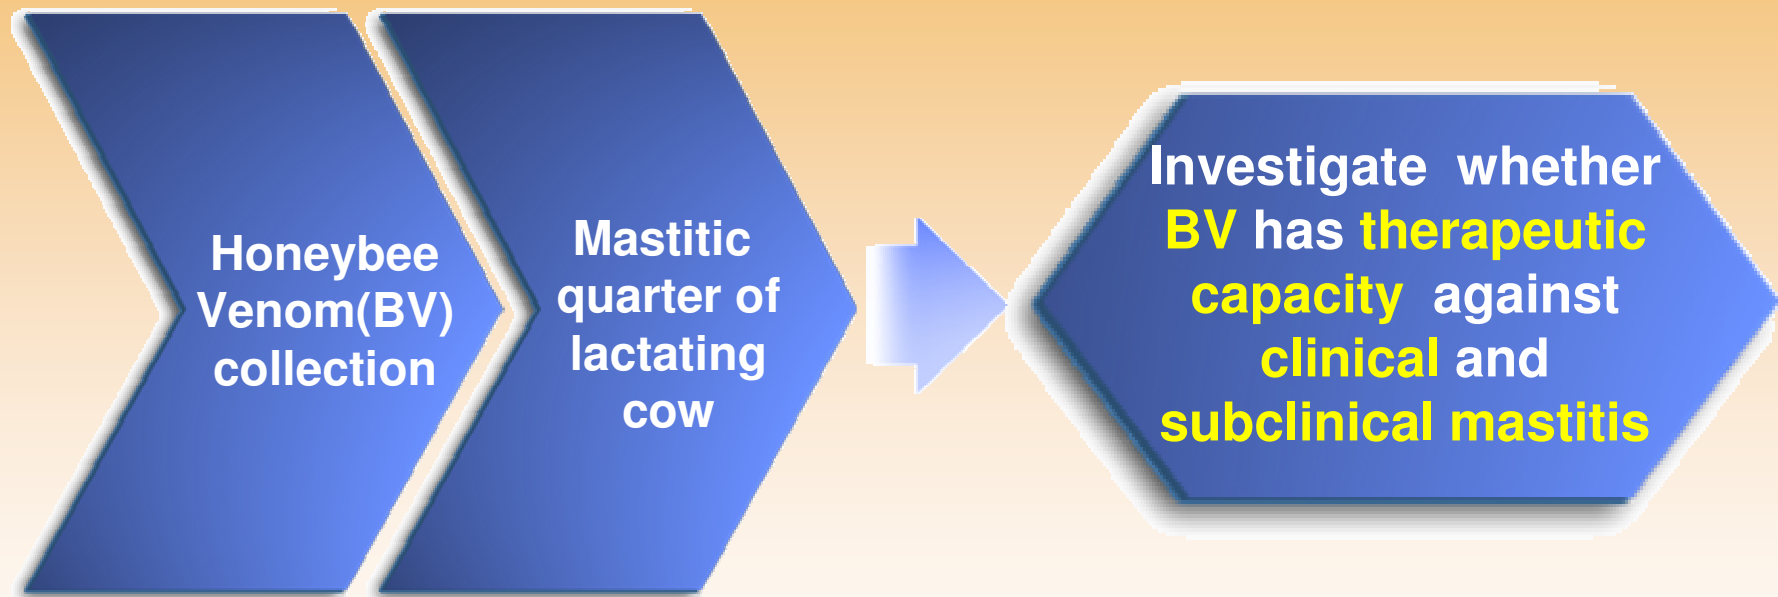 Honeybee
Venom(BV)
collection
Mastitic
quarter of
lactating
cow
Investigate  whether
BV has therapeutic
capacity  against
clinical and
subclinical mastitis